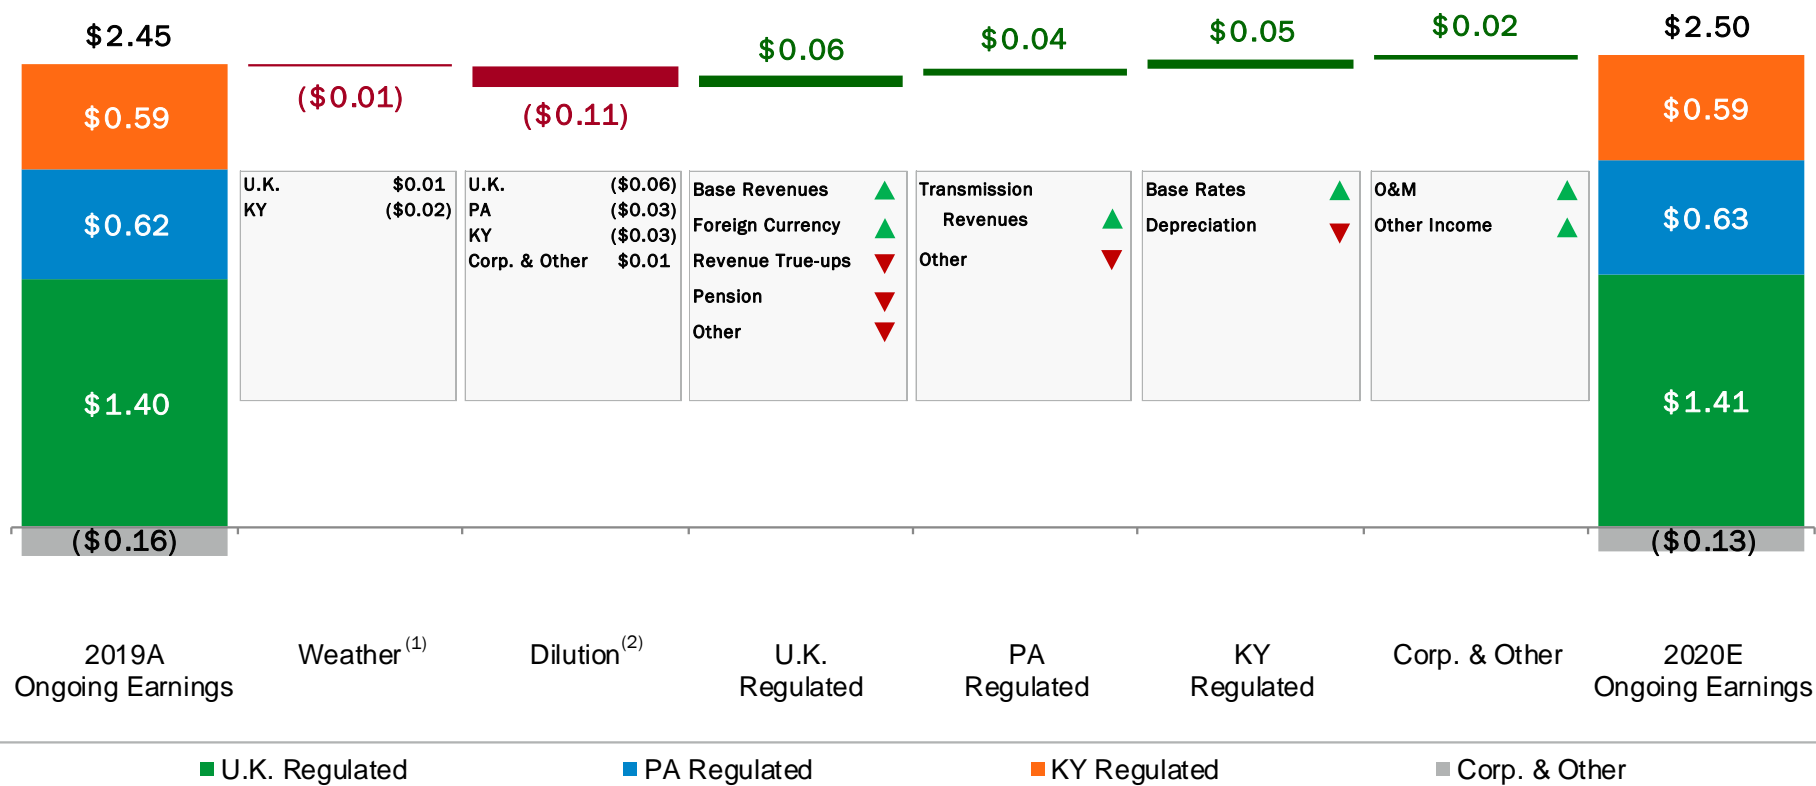 $2.45
$0.59
$0.62
$1.40
($0.16)
($0.01)
U.K. $0.01
KY ($0.02)
($0.11)
U.K. ($0.06)
PA ($0.03)
KY ($0.03)
Corp. & Other $0.01
$0.06
Base Revenues
Foreign Currency
Revenue True-ups
Pension
Other
$0.04
Transmission
Revenues
Other
$0.05
Base Rates
Depreciation
$0.02
O&M
Other Income
$2.50
$0.59
$0.63
$1.41
($0.13)
2019A
Ongoing Earnings
Weather (1)
Dilution (2)
U.K.
Regulated
PA
Regulated
KY
Regulated
Corp. & Other
2020E
Ongoing Earnings
U.K. Regulated
PA Regulated
KY Regulated
Corp. & Other